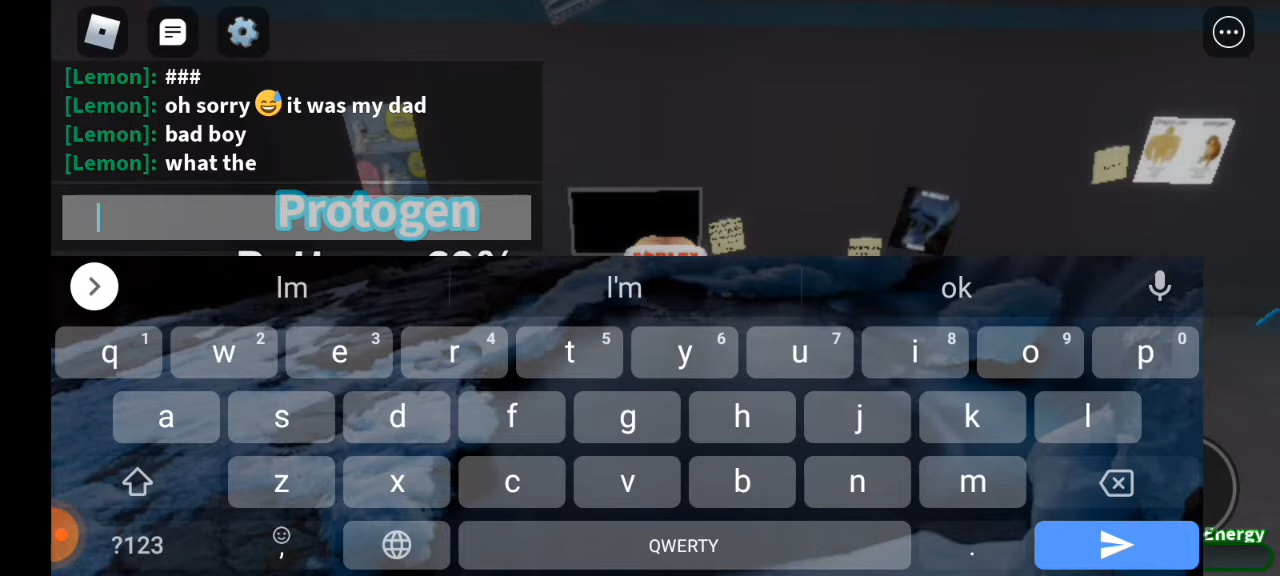 [Lemon]: ###
[Lemon]: oh sorry 😅 it was my dad
[Lemon]: bad boy
[Lemon]: what the
Protogen
Im I'm ok
q 1 w 2 e 3 r 4 t 5 y 6 u 7 i 8 o 9 p 0
a s d f g h j k l
z x c v b n m
?123 , QWERTY .
Energy